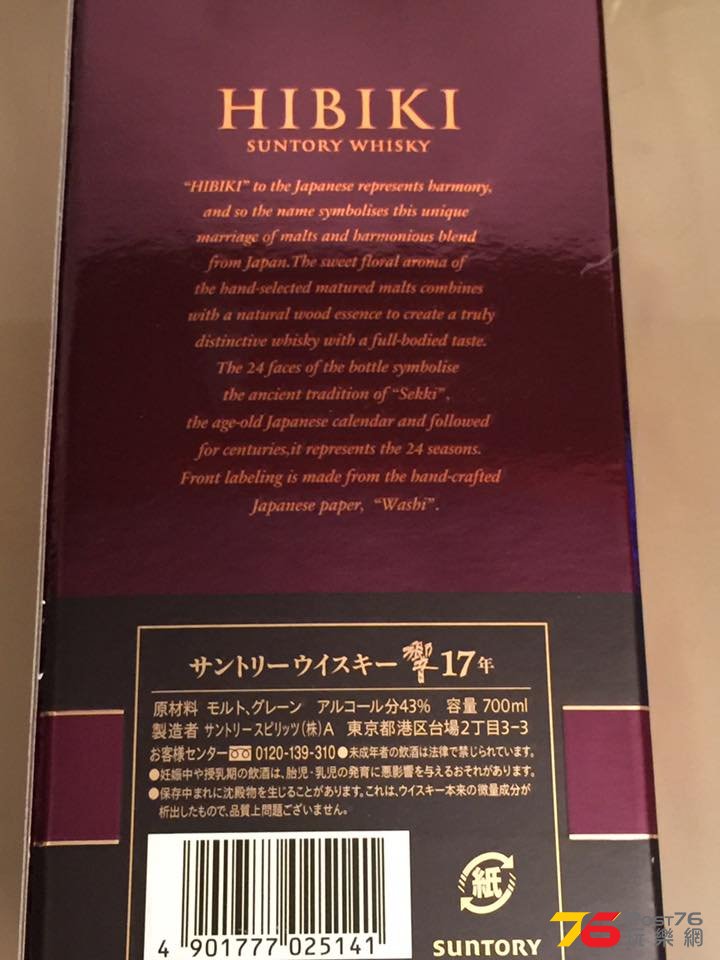 HIBIKI
SUNTORY WHISKY
“HIBIKI” to the Japanese represents harmony,
and so the name symbolises this unique
marriage of malts and harmonious blend
from Japan.The sweet floral aroma of
the hand-selected matured malts combines
with a natural wood essence to create a truly
distinctive whisky with a full-bodied taste.
The 24 faces of the bottle symbolise
the ancient tradition of “Sekki”,
the age-old Japanese calendar and followed
for centuries,it represents the 24 seasons.
Front labeling is made from the hand-crafted
Japanese paper, “Washi”.
サントリーウイスキー 響 17年
原材料 モルト、グレーン アルコール分43% 容量 700ml
製造者 サントリースピリッツ(株)A 東京都港区台場2丁目3-3
お客様センター 0120-139-310●未成年者の飲酒は法律で禁じられています。
●妊娠中や授乳期の飲酒は、胎児・乳児の発育に悪影響を与えるおそれがあります。
●保存中まれに沈殿物を生じることがあります。これは、ウイスキー本来の微量成分が
析出したもので、品質上問題ございません。
紙
4 901777 025141
SUNTORY
76 Post76
玩樂網